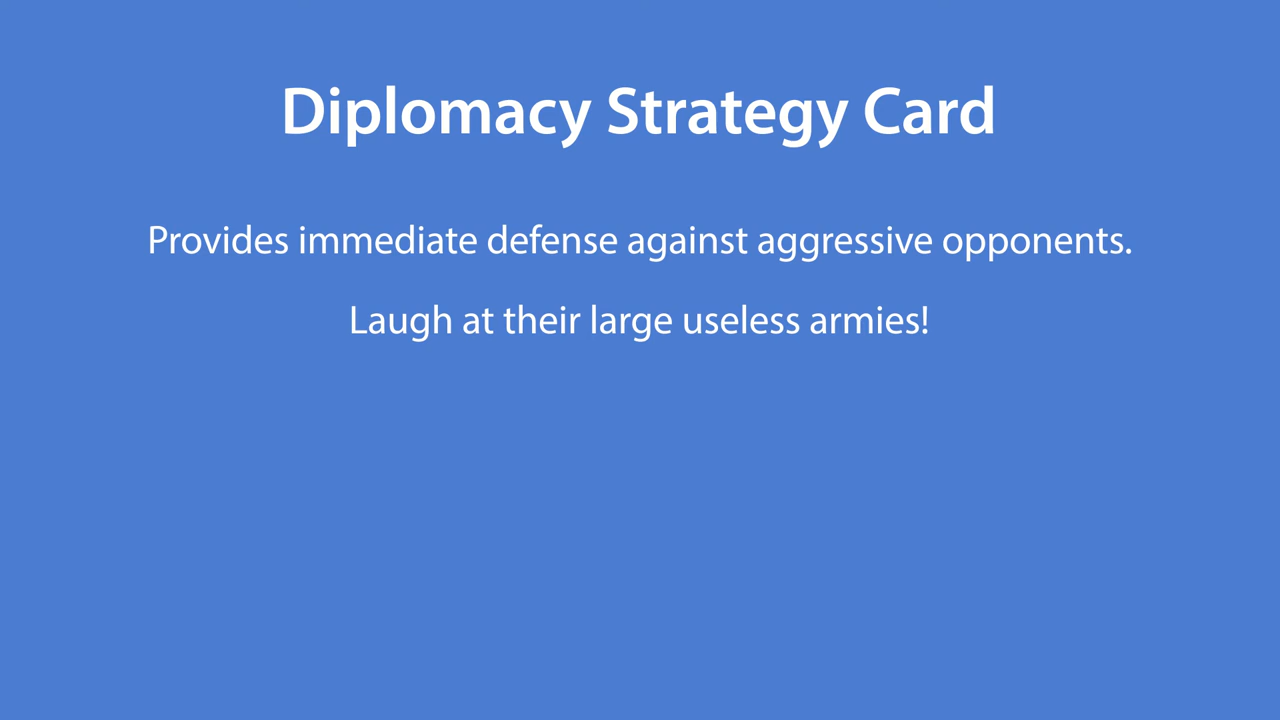 Diplomacy Strategy Card
Provides immediate defense against aggressive opponents.
Laugh at their large useless armies!